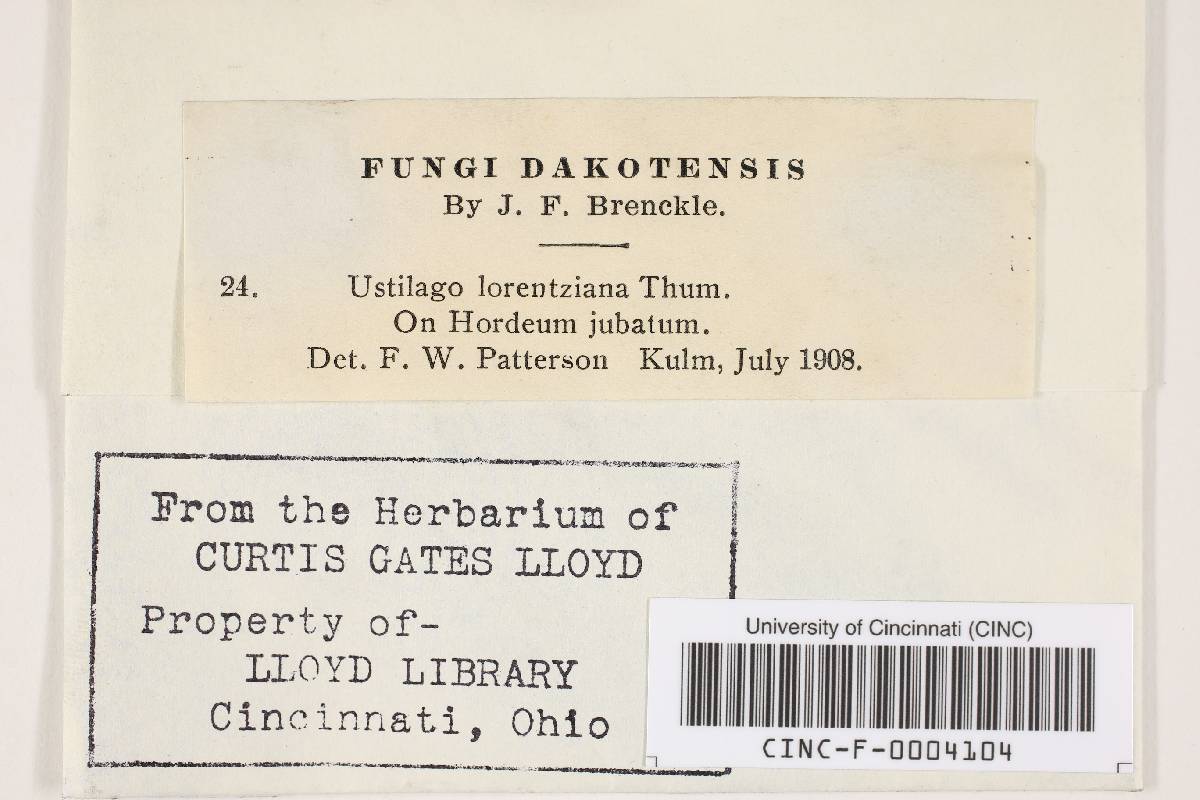 FUNGI DAKOTENSIS
By J. F. Brenckle.
24. Ustilago lorentziana Thum.
On Hordeum jubatum.
Det. F. W. Patterson Kulm, July 1908.
From the Herbarium of
CURTIS GATES LLOYD
Property of-
LLOYD LIBRARY
Cincinnati, Ohio
University of Cincinnati (CINC)
CINC-F-0004104